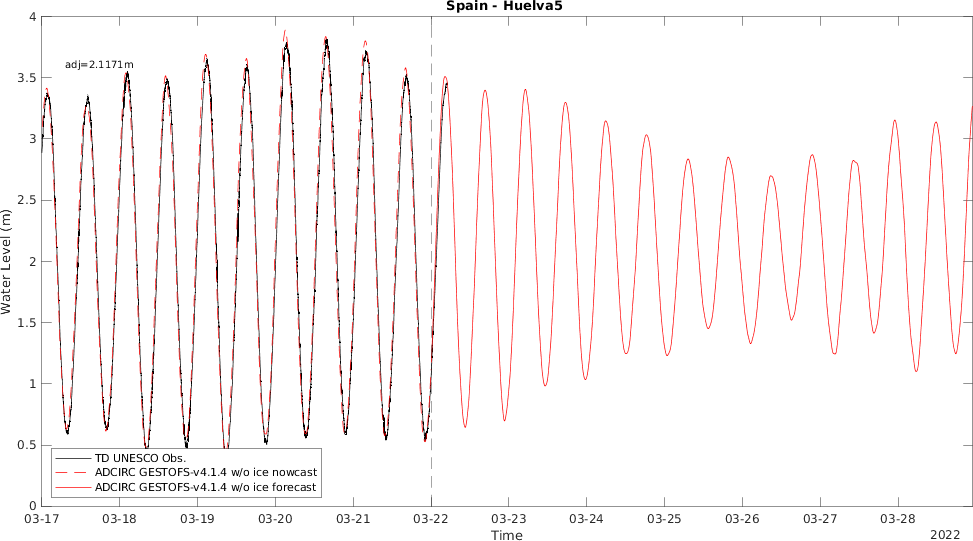 Spain - Huelva5
adj=2.1171m
4
3.5
3
2.5
2
1.5
1
0.5
0
Water Level (m)
TD UNESCO Obs.
ADCIRC GESTOFS-v4.1.4 w/o ice nowcast
ADCIRC GESTOFS-v4.1.4 w/o ice forecast
03-17 03-18 03-19 03-20 03-21 03-22 03-23 03-24 03-25 03-26 03-27 03-28
Time
2022